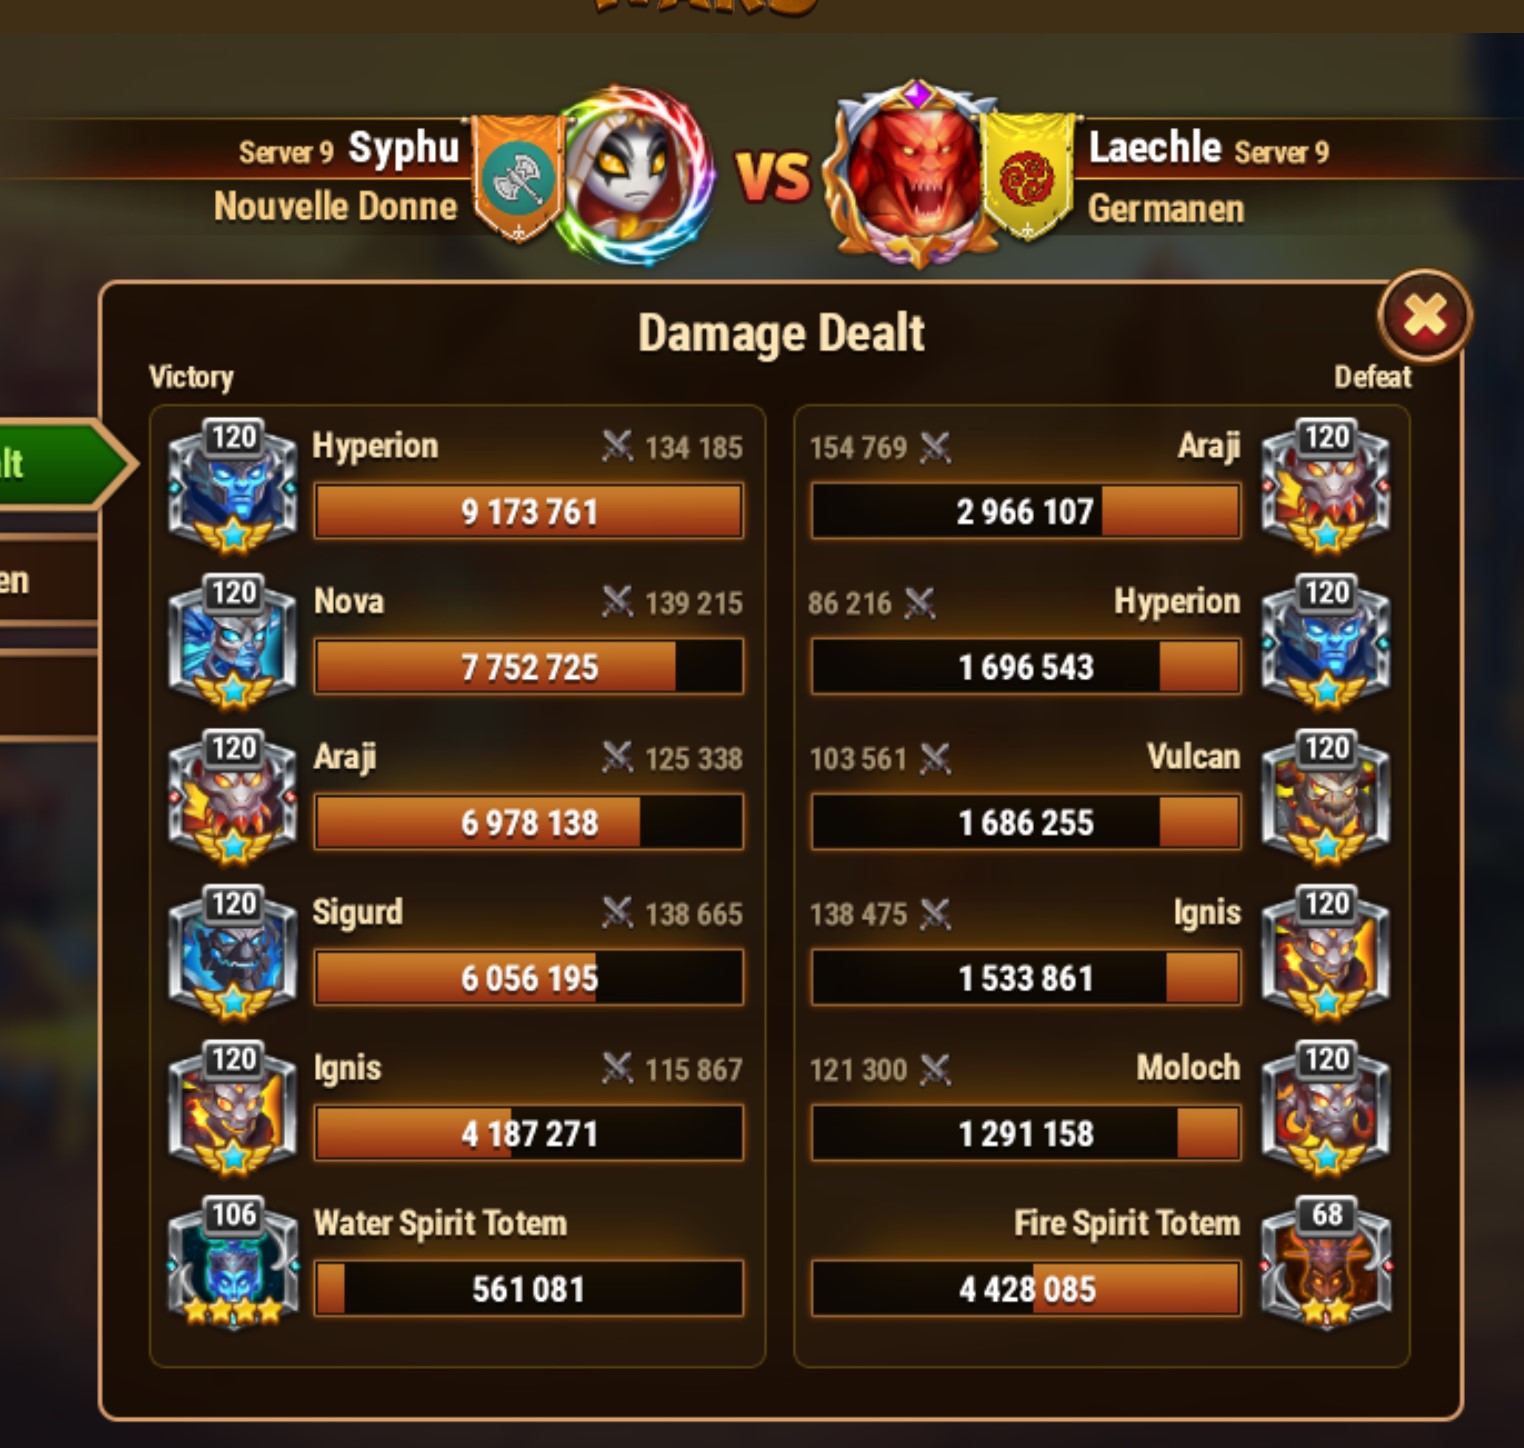 WARS
Server 9 Syphu
Nouvelle Donne
VS
Laechle Server 9
Germanen
Damage Dealt
Victory
Defeat
lt
en
120
Hyperion
134 185
9 173 761
120
Nova
139 215
7 752 725
120
Araji
125 338
6 978 138
120
Sigurd
138 665
6 056 195
120
Ignis
115 867
4 187 271
106
Water Spirit Totem
561 081
154 769
Araji
120
2 966 107
86 216
Hyperion
120
1 696 543
103 561
Vulcan
120
1 686 255
138 475
Ignis
120
1 533 861
121 300
Moloch
120
1 291 158
Fire Spirit Totem
68
4 428 085